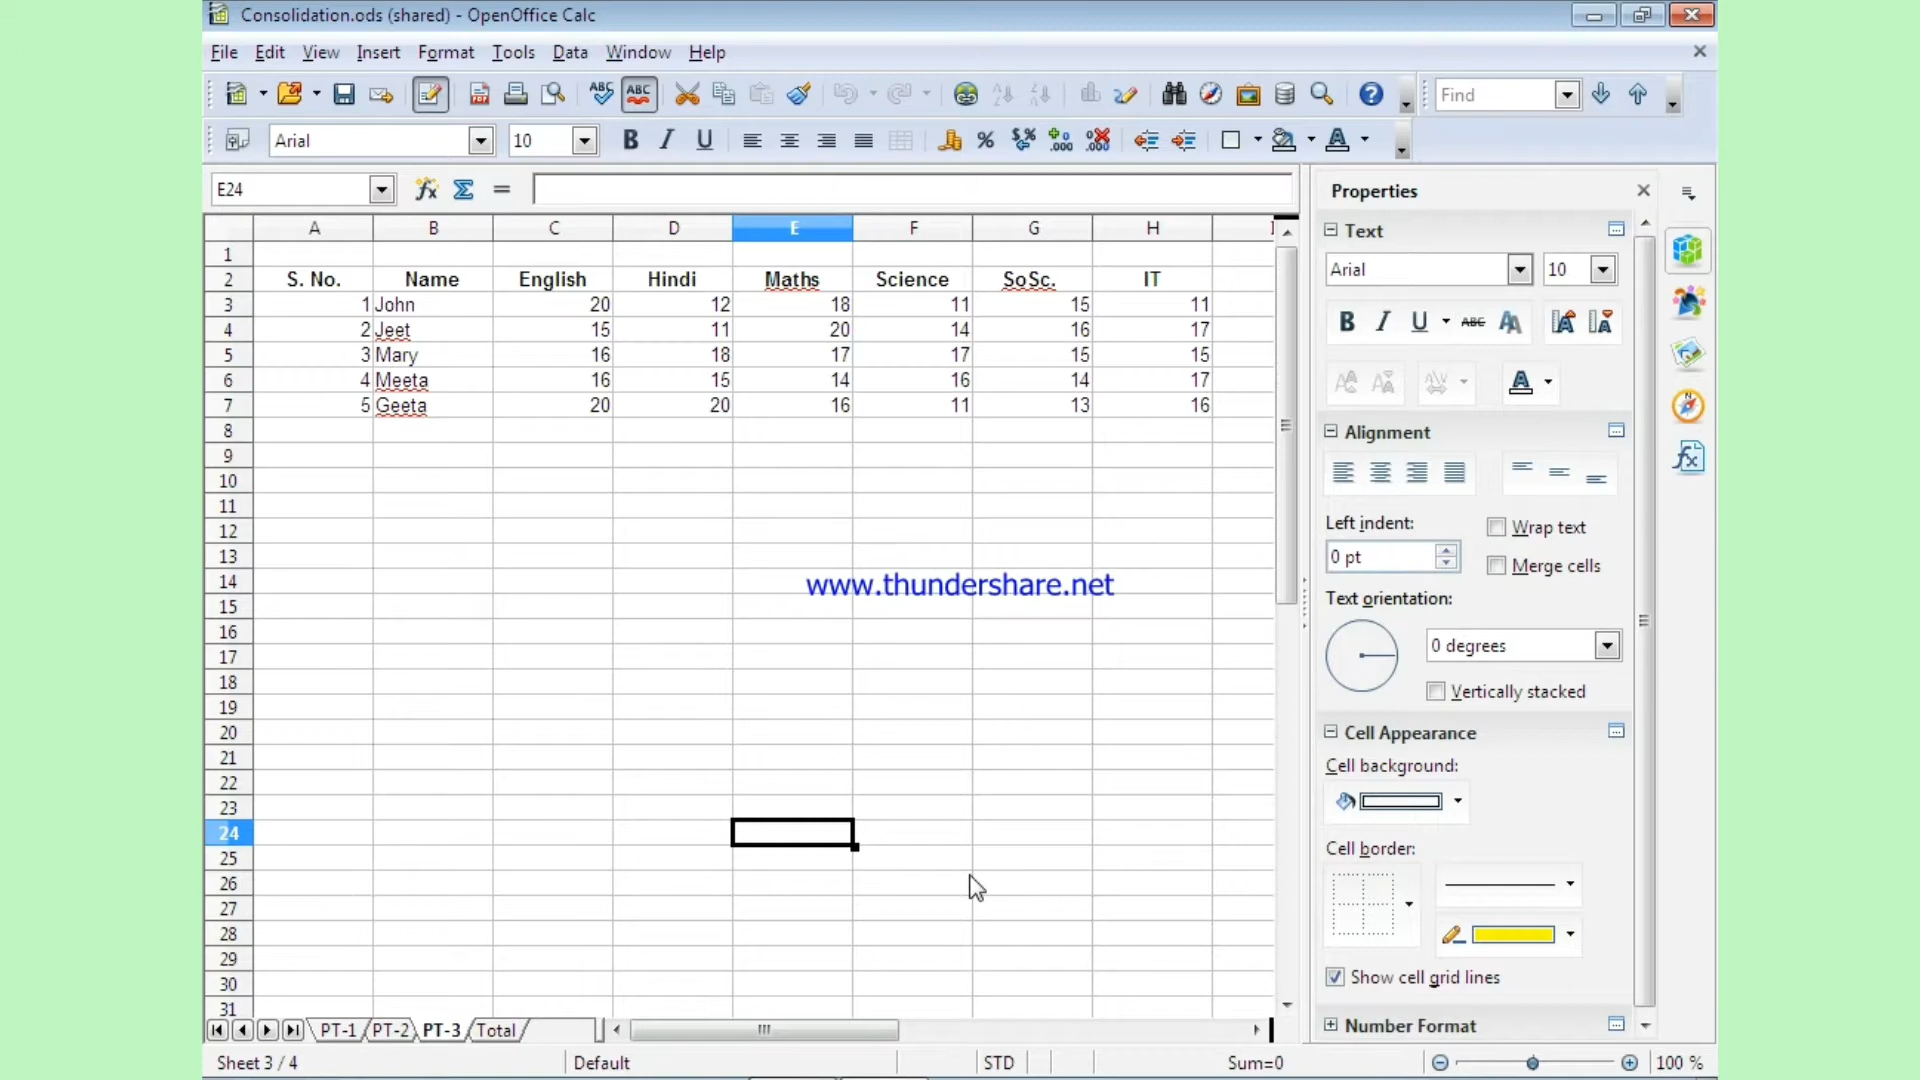 Consolidation.ods (shared) - OpenOffice Calc
File Edit View Insert Format Tools Data Window Help
Find
Arial 10
E24
A B C D E F G H I
1
2 S. No. Name English Hindi Maths Science SoSc. IT
3 1 John 20 12 18 11 15 11
4 2 Jeet 15 11 20 14 16 17
5 3 Mary 16 18 17 17 15 15
6 4 Meeta 16 15 14 16 14 17
7 5 Geeta 20 20 16 11 13 16
8
9
10
11
12
13
14
15
16
17
18
19
20
21
22
23
24
25
26
27
28
29
30
31
www.thundershare.net
PT-1 PT-2 PT-3 Total
Sheet 3 / 4 Default STD Sum=0 100 %
Properties
Text
Arial 10
Alignment
Left indent:
Wrap text
0 pt
Merge cells
Text orientation:
0 degrees
Vertically stacked
Cell Appearance
Cell background:
Cell border:
Show cell grid lines
Number Format